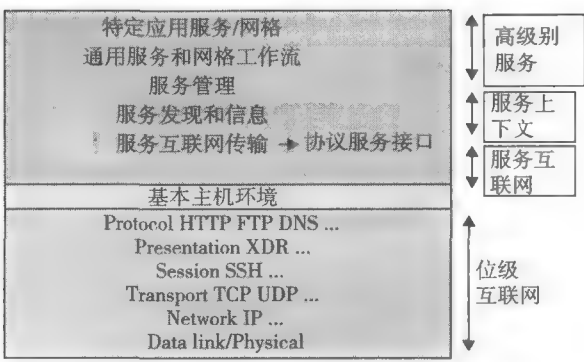 特定应用服务/网格
通用服务和网格工作流
服务管理
服务发现和信息
服务互联网传输 → 协议服务接口
基本主机环境
Protocol HTTP FTP DNS ...
Presentation XDR ...
Session SSH ...
Transport TCP UDP ...
Network IP ...
Data link/Physical
高级别
服务
服务上
下文
服务互
联网
位级
互联网